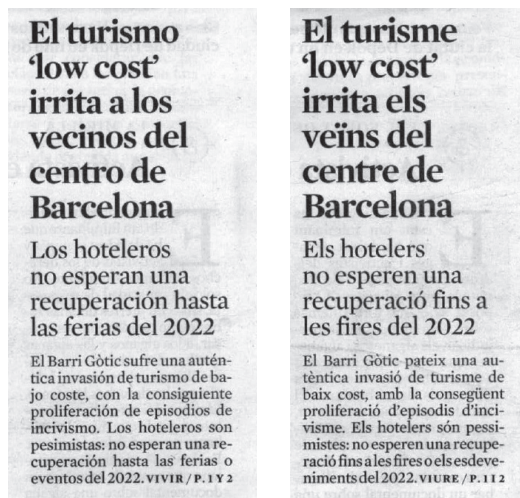 El turismo
‘low cost’
irrita a los
vecinos del
centro de
Barcelona
Los hoteleros
no esperan una
recuperación hasta
las ferias del 2022
El Barri Gòtic sufre una autén-
tica invasión de turismo de ba-
jo coste, con la consiguiente
proliferación de episodios de
incivismo. Los hoteleros son
pesimistas: no esperan una re-
cuperación hasta las ferias o
eventos del 2022. VIVIR / P. 1 Y 2
El turisme
‘low cost’
irrita els
veïns del
centre de
Barcelona
Els hotelers
no esperen una
recuperació fins a
les fires del 2022
El Barri Gòtic pateix una au-
tèntica invasió de turisme de
baix cost, amb la consegüent
proliferació d’episodis d’inci-
visme. Els hotelers són pessi-
mistes: no esperen una recupe-
ració fins a les fires o els esdeve-
niments del 2022. VIURE / P. 1 I 2